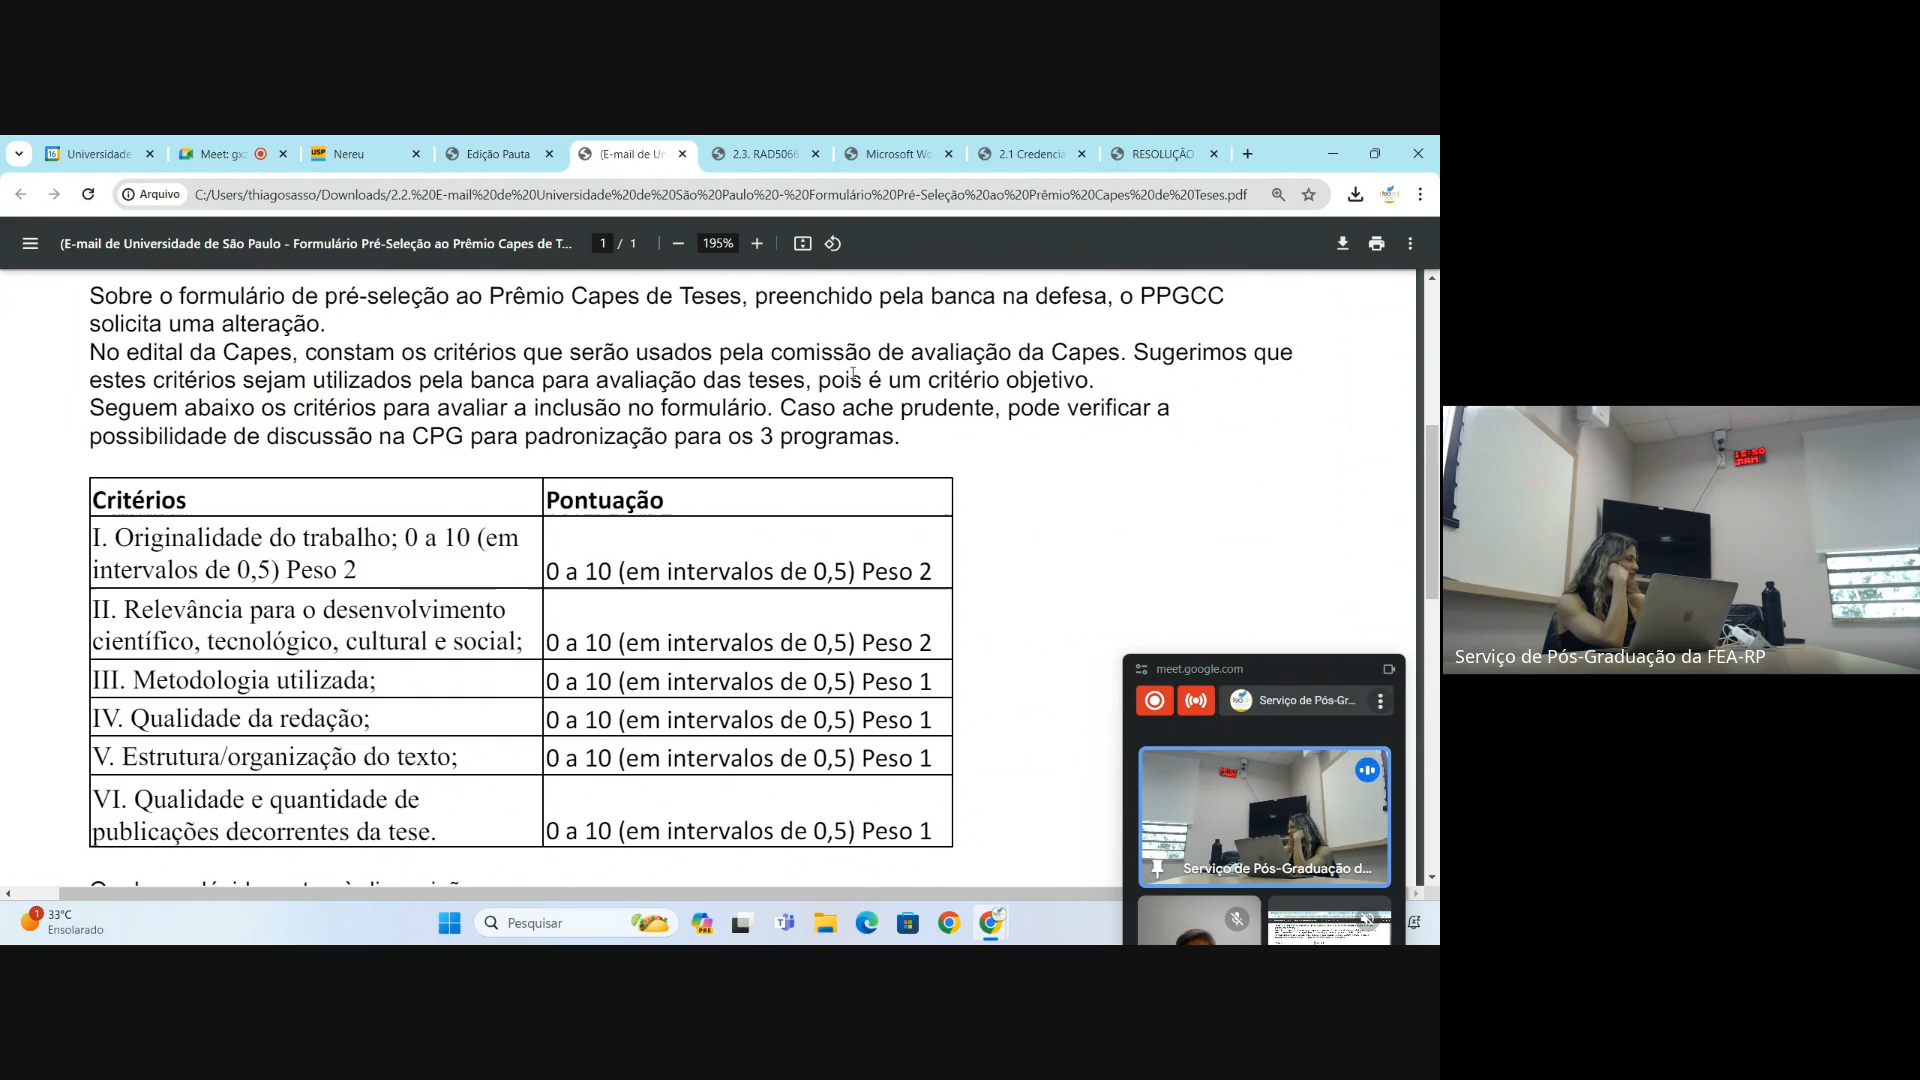 Universidade
Meet: gx
Nereu
Edição Pauta
(E-mail de Un
2.3. RAD5066
Microsoft Wo
2.1 Credencia
RESOLUÇÃO
Arquivo
C:/Users/thiagosasso/Downloads/2.2.%20E-mail%20de%20Universidade%20de%20São%20Paulo%20-%20Formulário%20Pré-Seleção%20ao%20Prêmio%20Capes%20de%20Teses.pdf
(E-mail de Universidade de São Paulo - Formulário Pré-Seleção ao Prêmio Capes de T...
1 / 1
195%
Sobre o formulário de pré-seleção ao Prêmio Capes de Teses, preenchido pela banca na defesa, o PPGCC
solicita uma alteração.
No edital da Capes, constam os critérios que serão usados pela comissão de avaliação da Capes. Sugerimos que
estes critérios sejam utilizados pela banca para avaliação das teses, pois é um critério objetivo.
Seguem abaixo os critérios para avaliar a inclusão no formulário. Caso ache prudente, pode verificar a
possibilidade de discussão na CPG para padronização para os 3 programas.
Critérios
Pontuação
I. Originalidade do trabalho; 0 a 10 (em
intervalos de 0,5) Peso 2
0 a 10 (em intervalos de 0,5) Peso 2
II. Relevância para o desenvolvimento
científico, tecnológico, cultural e social;
0 a 10 (em intervalos de 0,5) Peso 2
III. Metodologia utilizada;
0 a 10 (em intervalos de 0,5) Peso 1
IV. Qualidade da redação;
0 a 10 (em intervalos de 0,5) Peso 1
V. Estrutura/organização do texto;
0 a 10 (em intervalos de 0,5) Peso 1
VI. Qualidade e quantidade de
publicações decorrentes da tese.
0 a 10 (em intervalos de 0,5) Peso 1
meet.google.com
Serviço de Pós-Gr...
Serviço de Pós-Graduação d...
1
33°C
Ensolarado
Pesquisar
PRE
Serviço de Pós-Graduação da FEA-RP